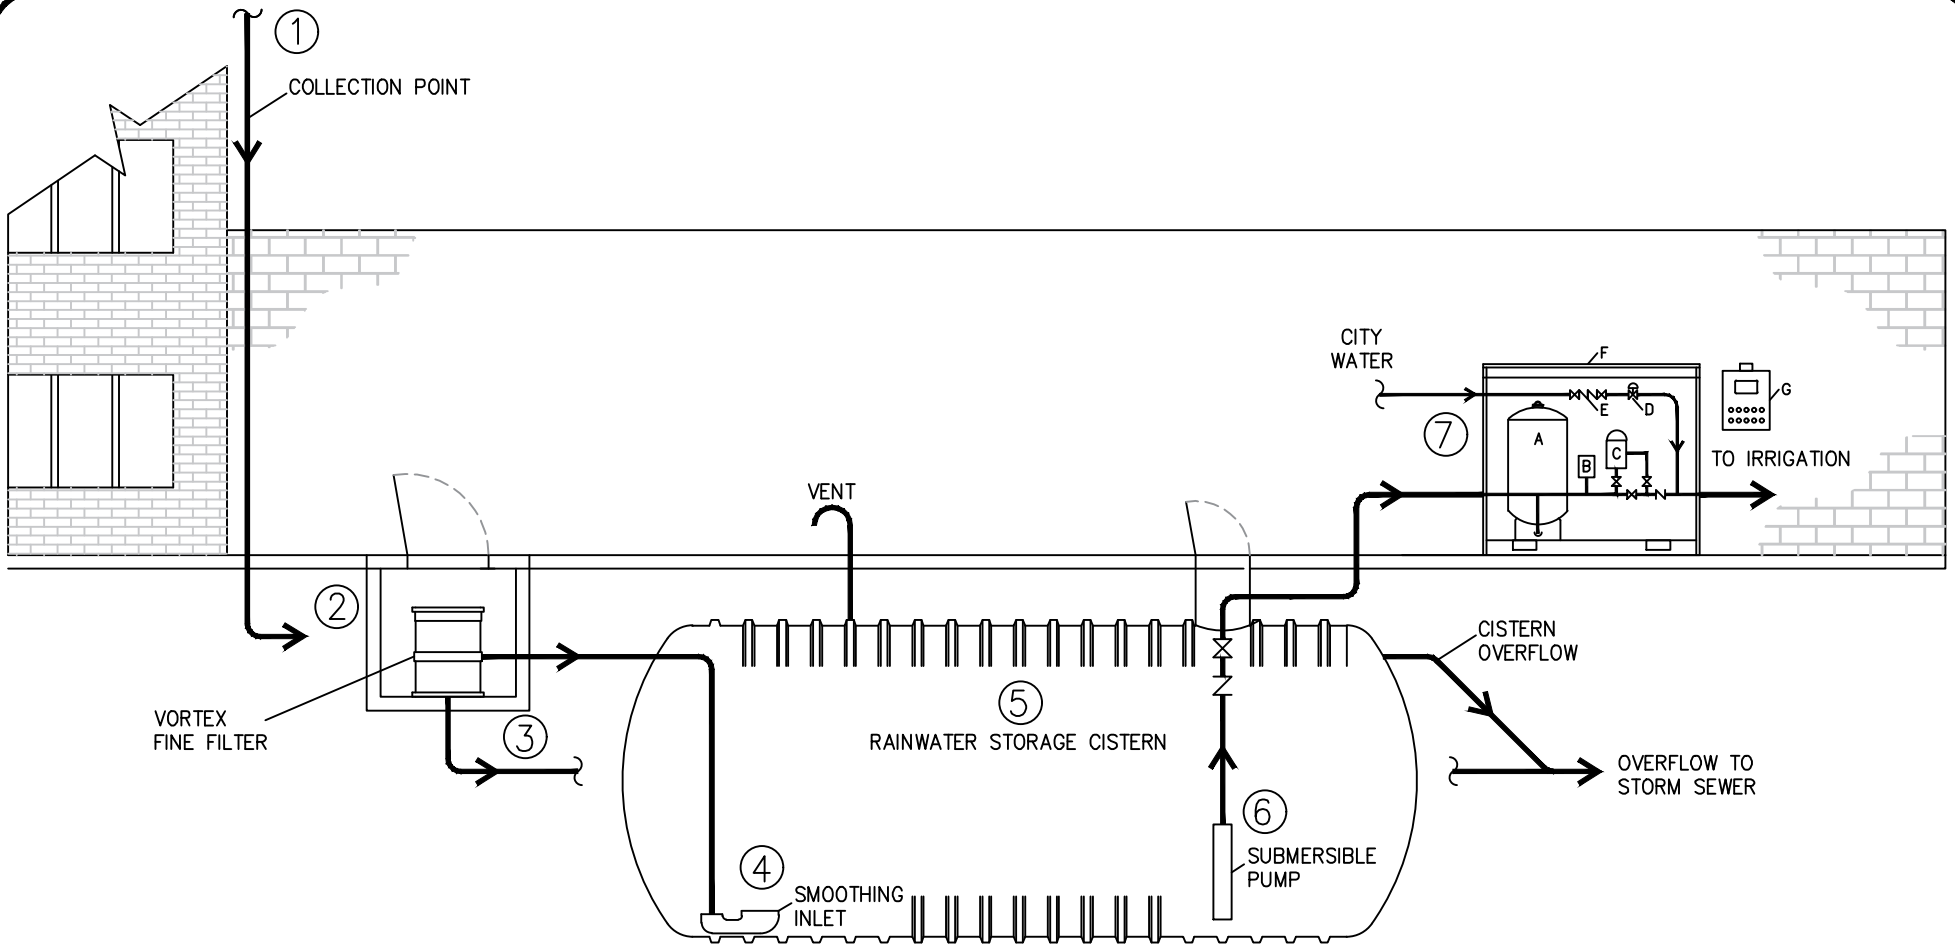 1
COLLECTION POINT
CITY
WATER
F
E
D
G
A
7
B
C
TO IRRIGATION
VENT
2
CISTERN
OVERFLOW
5
VORTEX
FINE FILTER
3
RAINWATER STORAGE CISTERN
OVERFLOW TO
STORM SEWER
6
SUBMERSIBLE
PUMP
4
SMOOTHING
INLET